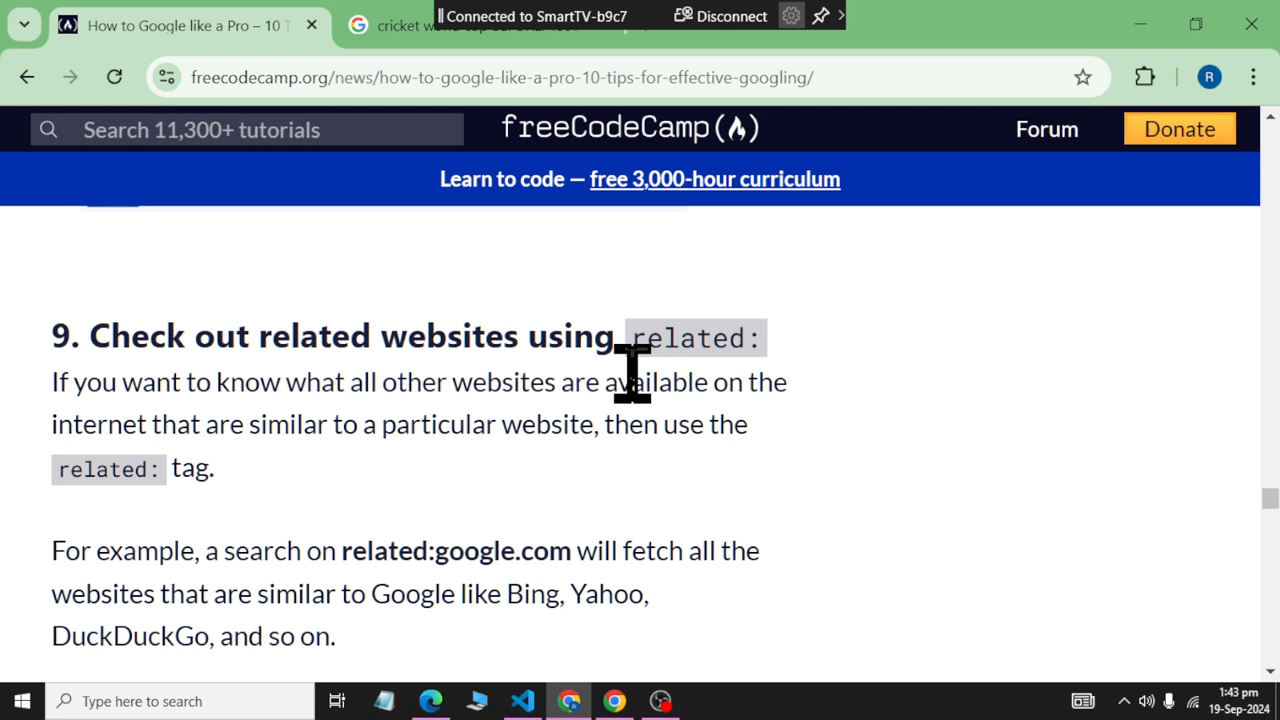 How to Google like a Pro – 10 T
cricket wo
Connected to SmartTV-b9c7
Disconnect
freecodecamp.org/news/how-to-google-like-a-pro-10-tips-for-effective-googling/
R
Search 11,300+ tutorials
freeCodeCamp
Forum
Donate
Learn to code — free 3,000-hour curriculum
9. Check out related websites using related:
If you want to know what all other websites are available on the
internet that are similar to a particular website, then use the
related: tag.
For example, a search on related:google.com will fetch all the
websites that are similar to Google like Bing, Yahoo,
DuckDuckGo, and so on.
Type here to search
1:43 pm
19-Sep-2024